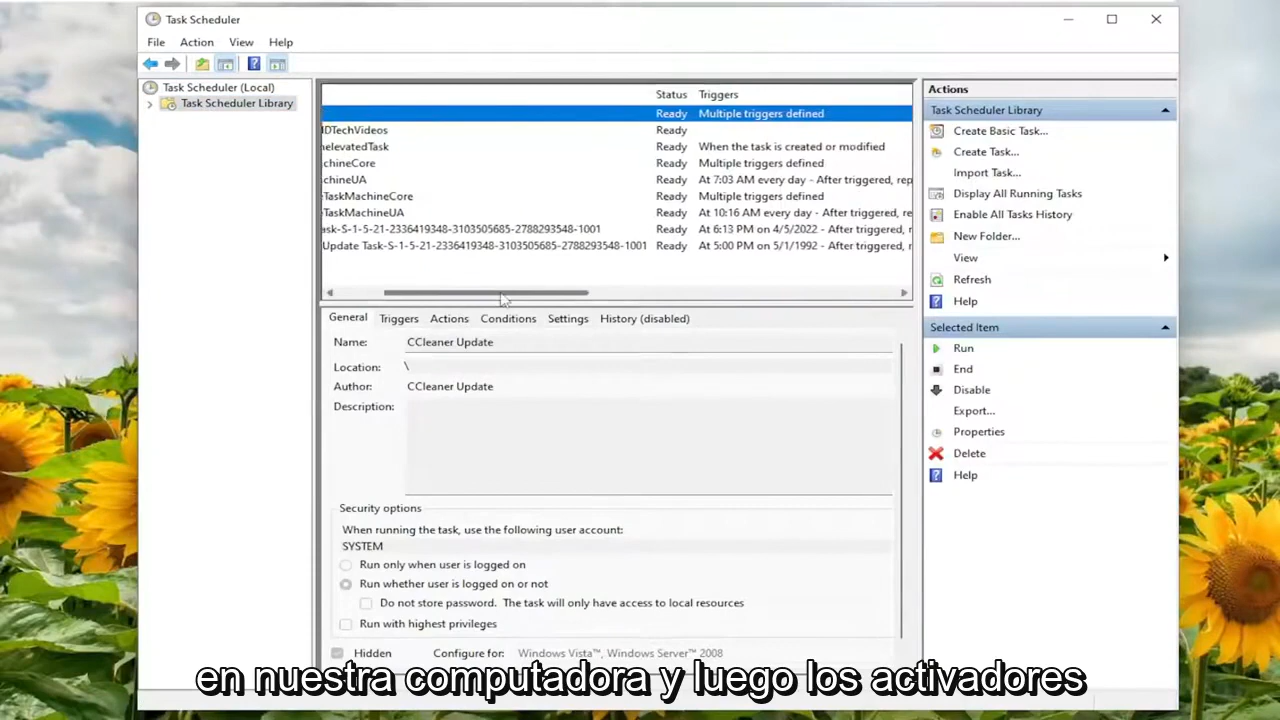 Task Scheduler
File Action View Help
Task Scheduler (Local)
Task Scheduler Library
Status Triggers
Ready Multiple triggers defined
IDTechVideos Ready
nelevatedTask Ready When the task is created or modified
chineCore Ready Multiple triggers defined
chineUA Ready At 7:03 AM every day - After triggered, rep
eTaskMachineCore Ready Multiple triggers defined
eTaskMachineUA Ready At 10:16 AM every day - After triggered, re
ask-S-1-5-21-2336419348-3103505685-2788293548-1001 Ready At 6:13 PM on 4/5/2022 - After triggered, r
Update Task-S-1-5-21-2336419348-3103505685-2788293548-1001 Ready At 5:00 PM on 5/1/1992 - After triggered, r
General Triggers Actions Conditions Settings History (disabled)
Name: CCleaner Update
Location: \
Author: CCleaner Update
Description:
Security options
When running the task, use the following user account:
SYSTEM
Run only when user is logged on
Run whether user is logged on or not
Do not store password. The task will only have access to local resources
Run with highest privileges
Hidden Configure for: Windows Vista™, Windows Server™ 2008
Actions
Task Scheduler Library
Create Basic Task...
Create Task...
Import Task...
Display All Running Tasks
Enable All Tasks History
New Folder...
View
Refresh
Help
Selected Item
Run
End
Disable
Export...
Properties
Delete
Help
en nuestra computadora y luego los activadores